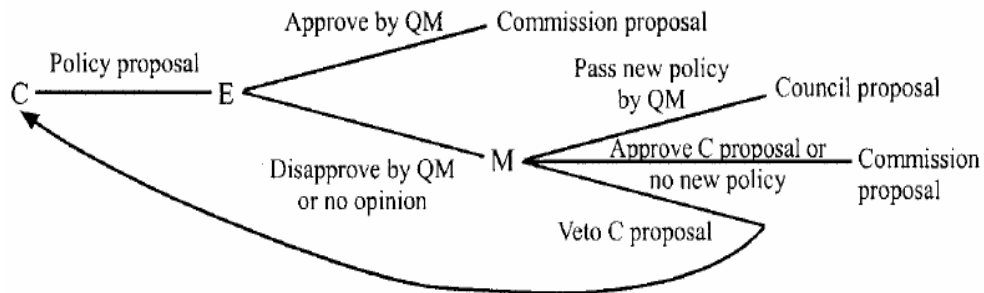 Approve by QM
Commission proposal
Policy proposal
C
E
Pass new policy
by QM
Council proposal
Disapprove by QM
or no opinion
M
Approve C proposal or
no new policy
Commission
proposal
Veto C proposal